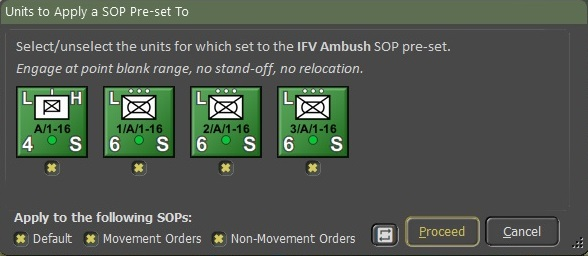 Units to Apply a SOP Pre-set To
Select/unselect the units for which set to the IFV Ambush SOP pre-set.
Engage at point blank range, no stand-off, no relocation.
L H
A/1-16
4 S
L
1/A/1-16
6 S
L
2/A/1-16
6 S
L
3/A/1-16
6 S
Apply to the following SOPs:
Default Movement Orders Non-Movement Orders
Proceed Cancel